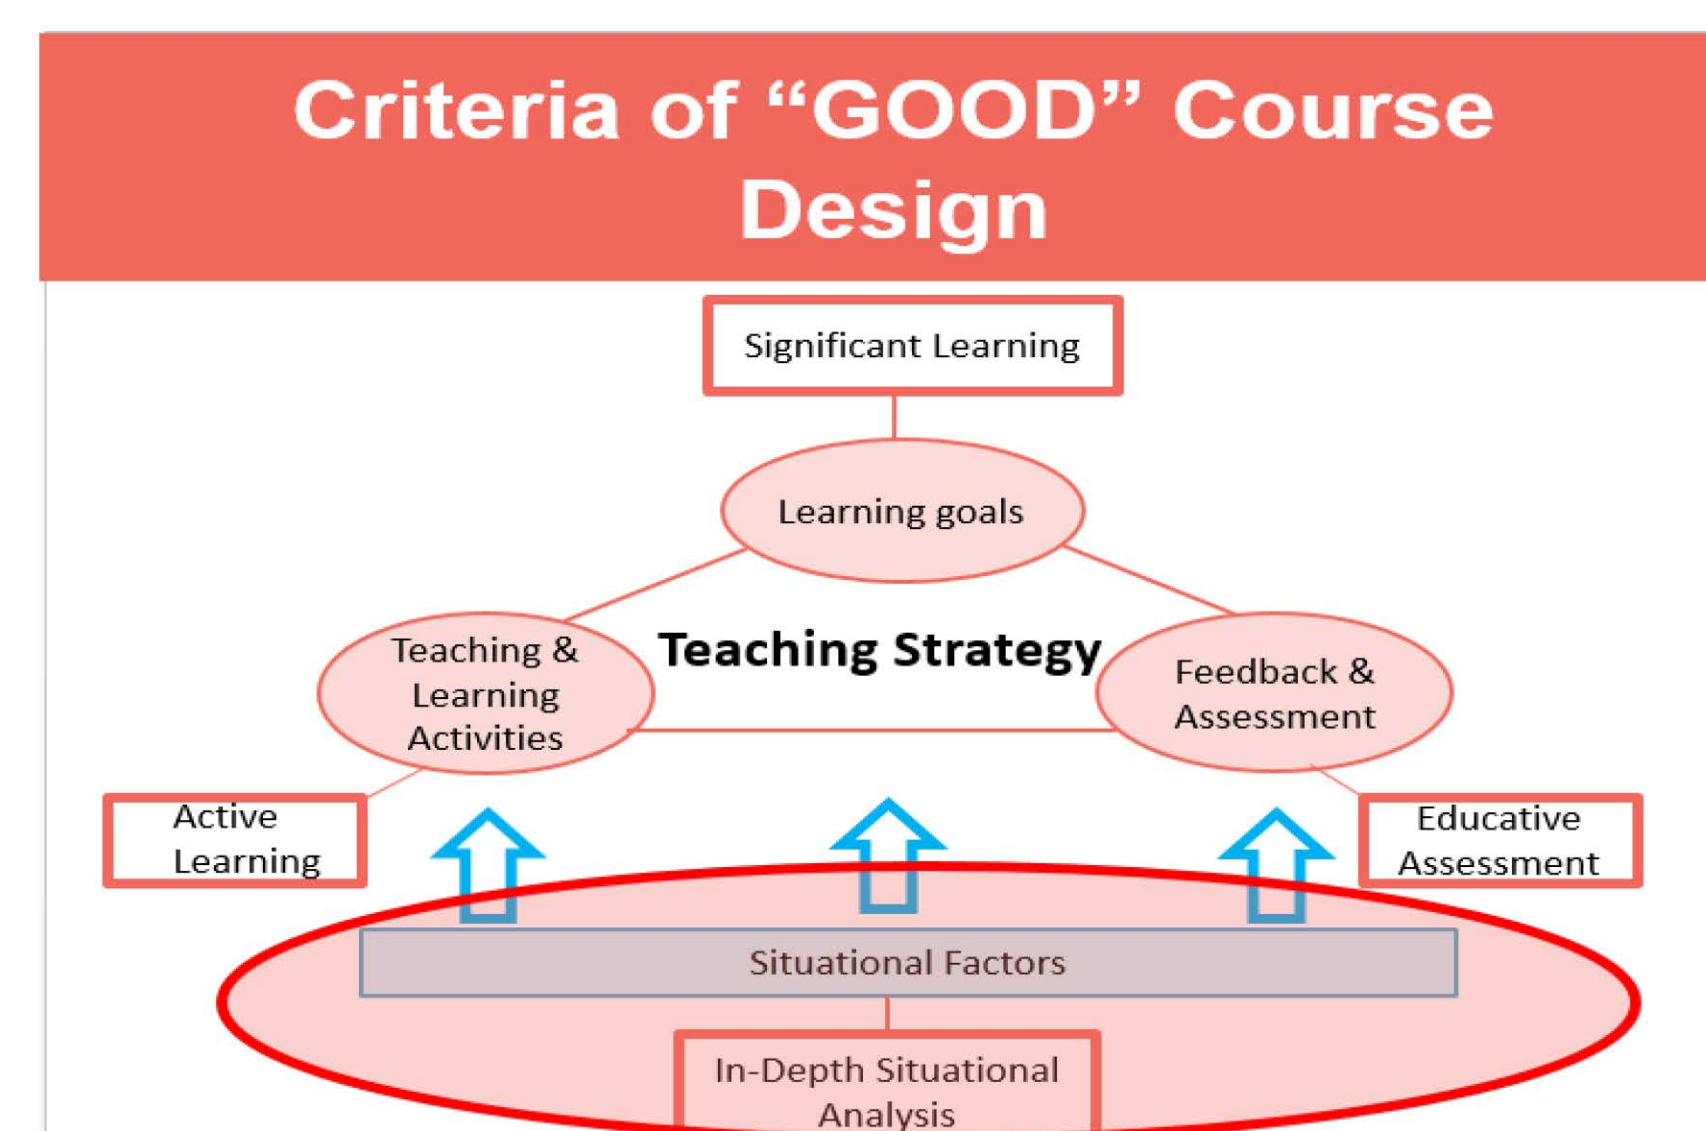 Criteria of “GOOD” Course
Design
Significant Learning
Learning goals
Teaching &
Learning
Activities
Teaching Strategy
Feedback &
Assessment
Active
Learning
Educative
Assessment
Situational Factors
In-Depth Situational
Analysis